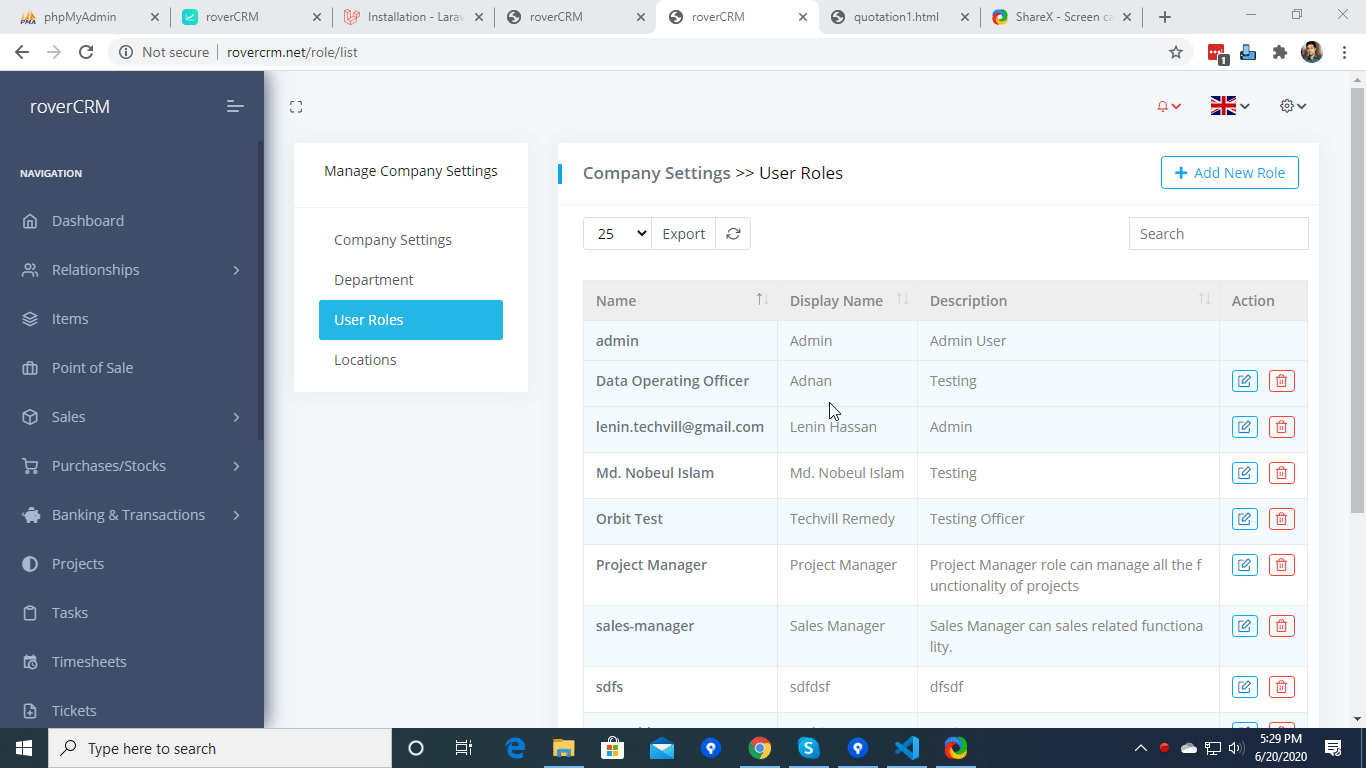 phpMyAdmin
roverCRM
Installation - Larav
roverCRM
roverCRM
quotation1.html
ShareX - Screen ca
Not secure
rovercrm.net/role/list
1
roverCRM
NAVIGATION
Dashboard
Relationships
Items
Point of Sale
Sales
Purchases/Stocks
Banking & Transactions
Projects
Tasks
Timesheets
Tickets
Manage Company Settings
Company Settings
Department
User Roles
Locations
Company Settings >> User Roles
Add New Role
25
Export
Search
Name Display Name Description Action
admin Admin Admin User
Data Operating Officer Adnan Testing
lenin.techvill@gmail.com Lenin Hassan Admin
Md. Nobeul Islam Md. Nobeul Islam Testing
Orbit Test Techvill Remedy Testing Officer
Project Manager Project Manager Project Manager role can manage all the f
unctionality of projects
sales-manager Sales Manager Sales Manager can sales related functiona
lity.
sdfs sdfdsf dfsdf
Type here to search
5:29 PM
6/20/2020